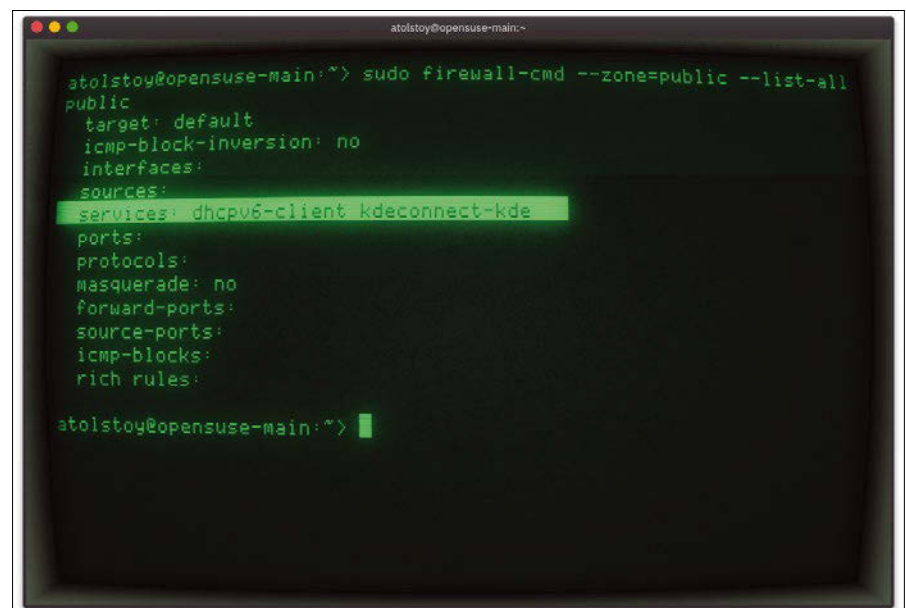 atolstoy@opensuse-main:~
atolstoy@opensuse-main:~> sudo firewall-cmd --zone=public --list-all
public
target: default
icmp-block-inversion: no
interfaces:
sources:
services: dhcpv6-client kdeconnect-kde
ports:
protocols:
masquerade: no
forward-ports:
source-ports:
icmp-blocks:
rich rules:
atolstoy@opensuse-main:~>